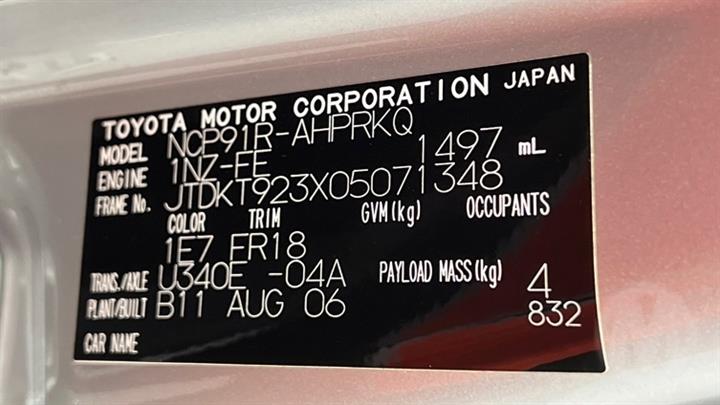 TOYOTA MOTOR CORPORATION JAPAN
MODEL NCP91R-AHPRKQ
ENGINE 1NZ-FE 1497 mL
FRAME No. JTDKT923X05071348
COLOR TRIM GVM(kg) OCCUPANTS
1E7 FR18
TRANS./AXLE U340E -04A PAYLOAD MASS(kg) 4
PLANT/BUILT B11 AUG 06 832
CAR NAME